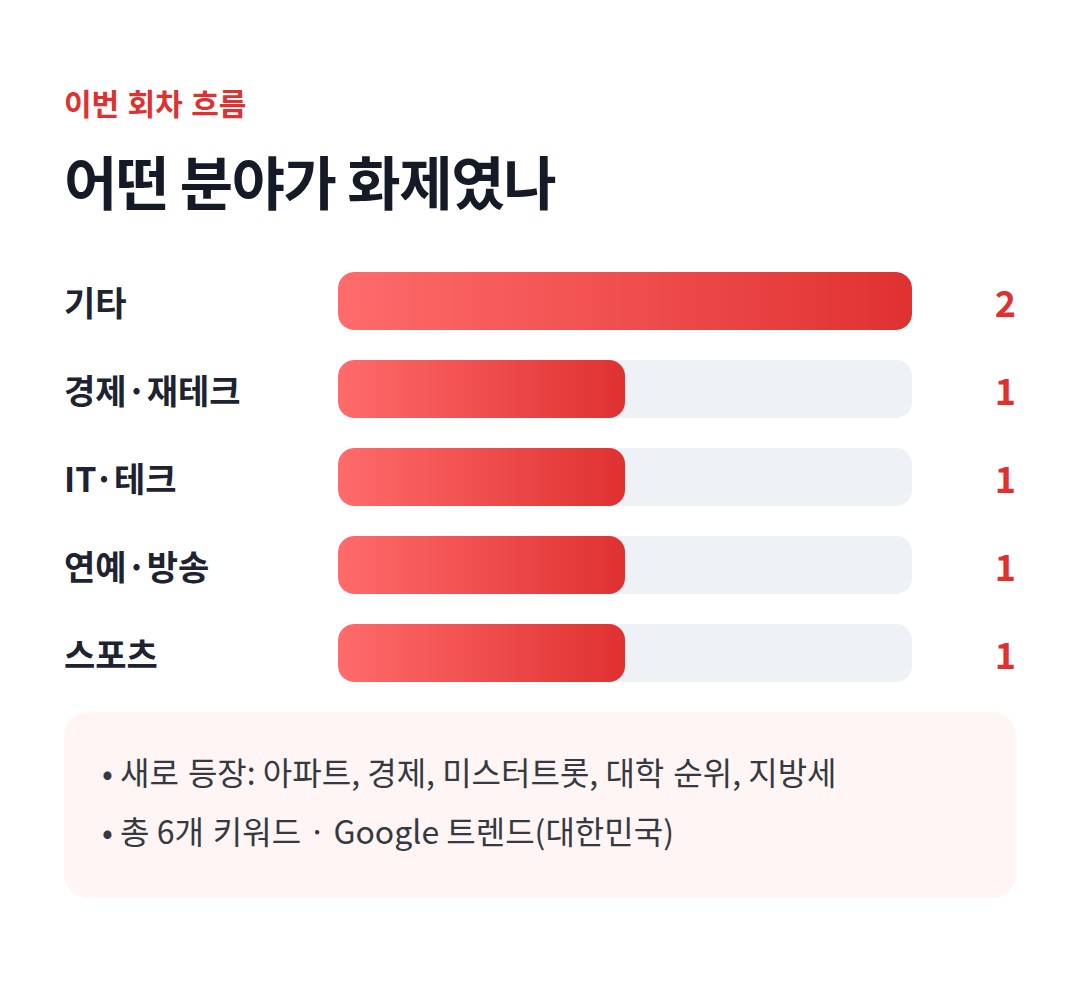 이번 회차 흐름
어떤 분야가 화제였나
기타 2
경제·재테크 1
IT·테크 1
연예·방송 1
스포츠 1
• 새로 등장: 아파트, 경제, 미스터트롯, 대학 순위, 지방세
• 총 6개 키워드 · Google 트렌드(대한민국)